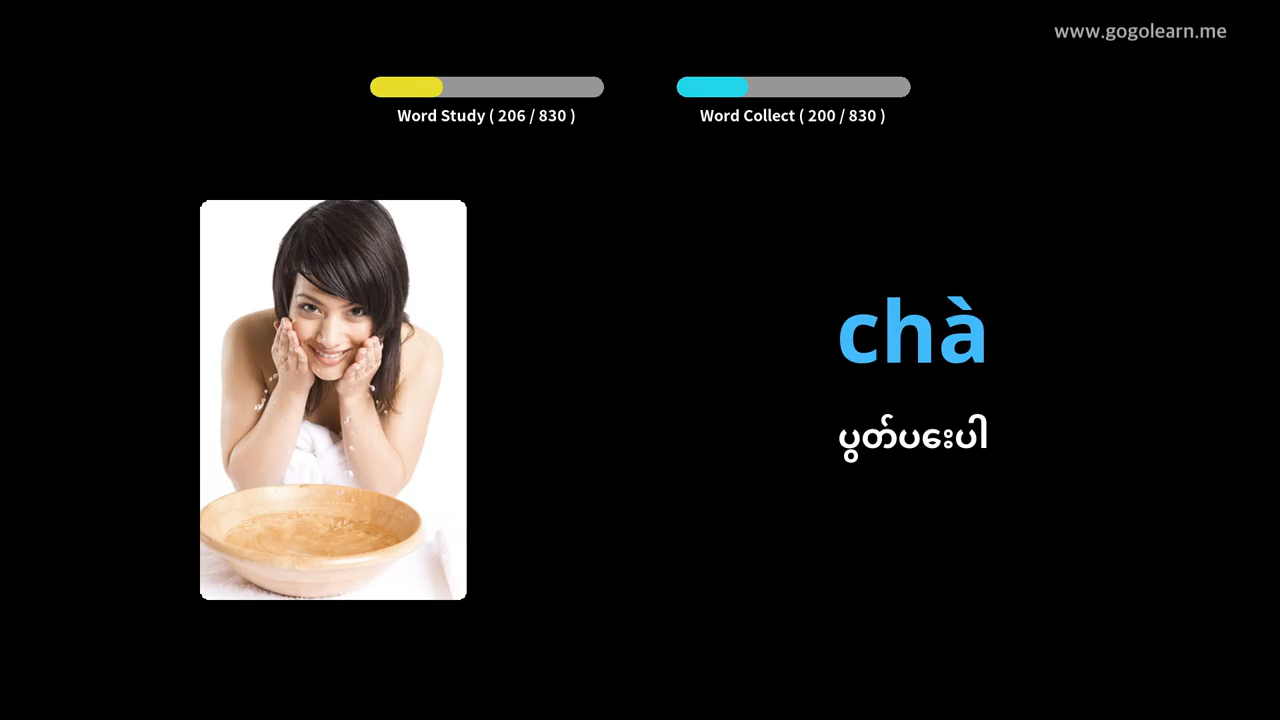 www.gogolearn.me
Word Study ( 206 / 830 )
Word Collect ( 200 / 830 )
chà
ပွတ်ပေးပါ